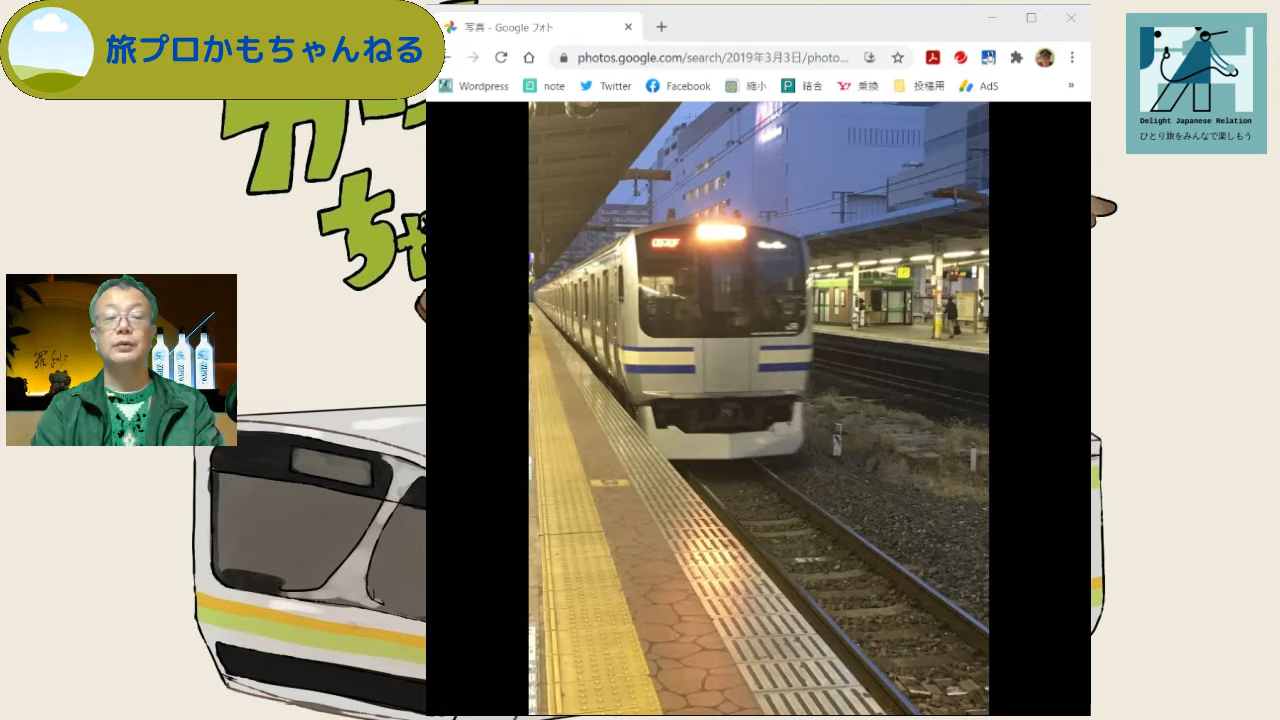 旅プロかもちゃんねる
写真 - Google フォト
photos.google.com/search/2019年3月3日/photo...
Wordpress
note
Twitter
Facebook
縮小
結合
乗換
投稿用
AdS
»
ちゃ
Delight Japanese Relation
ひとり旅をみんなで楽しもう